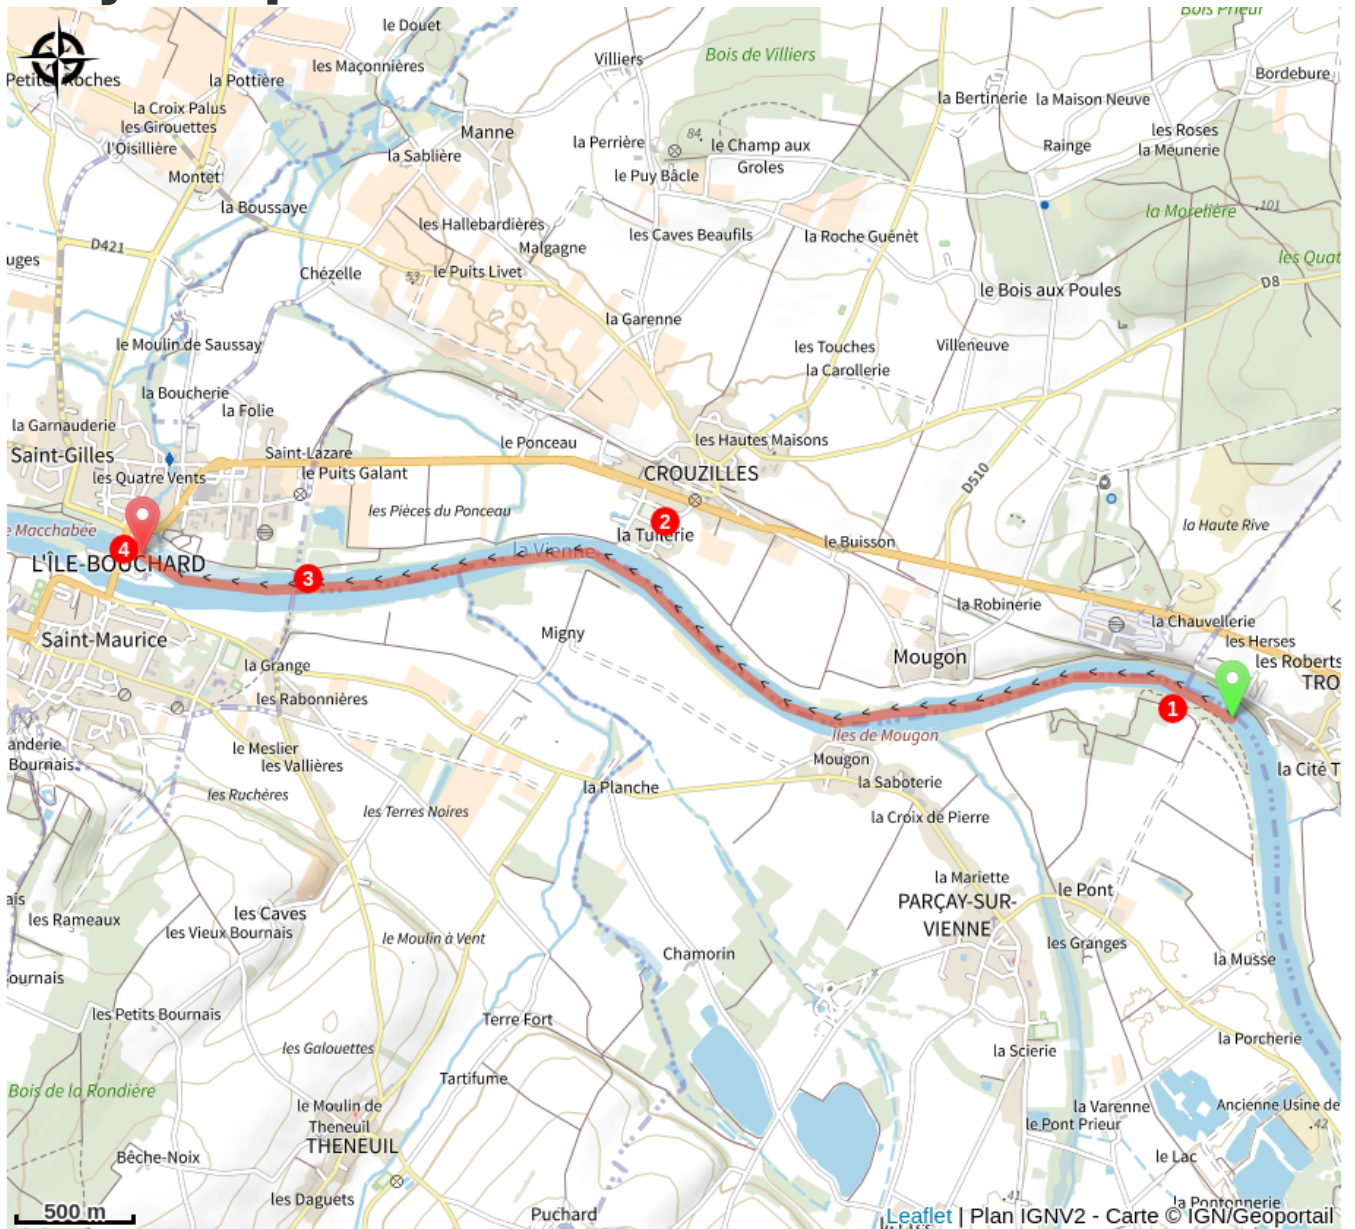 le Douet
Bois Prieur
les Maçonnières
Villiers
Bois de Villiers
Bordebure
Petites Roches
la Pottière
la Bertinerie
la Maison Neuve
la Croix Palus
les Girouettes
l'Oisillière
Manne
84
les Roses
la Meunerie
la Perrière
le Champ aux
Groles
Rainge
la Sablière
Montet
le Puy Bâcle
la Boussaye
la Morelière
101
les Hallebardières
les Caves Beaufils
la Roche Guénèt
D421
Malgagne
les Quat
uges
Chézelle
53
le Puits Livet
D8
le Bois aux Poules
la Garenne
le Moulin de Saussay
les Touches
Villeneuve
la Carollerie
la Boucherie
la Folie
la Garnauderie
le Ponceau
les Hautes Maisons
Saint-Gilles
Saint-Lazare
les Quatre Vents
le Puits Galant
CROUZILLES
D510
les Pièces du Ponceau
2
la Haute Rive
e Macchabée
la Tuilerie
4
la Vienne
le Buisson
L'ÎLE-BOUCHARD
3
la Robinerie
la Chauvellerie
Saint-Maurice
Migny
les Herses
Mougon
les Roberts
la Grange
TRO
les Rabonnières
1
Îles de Mougon
anderie
Bournais
le Meslier
les Vallières
Mougon
la Cité T
les Ruchères
la Planche
la Saboterie
les Terres Noires
la Croix de Pierre
la Mariette
ais
le Pont
les Rameaux
les Caves
PARÇAY-SUR-
VIENNE
les Vieux Bournais
le Moulin à Vent
les Granges
Chamorin
la Musse
ournais
les Petits Bournais
Terre Fort
la Porcherie
les Galouettes
la Scierie
Bois de la Rondière
Tartifume
le Moulin de
Theneuil
la Varenne
Ancienne Usine de
THENEUIL
le Pont Prieur
42
Bêche-Noix
le Lac
les Daguets
41
la Pontonnerie
500 m
Puchard
Leaflet | Plan IGNV2 - Carte © IGN/Geoportail